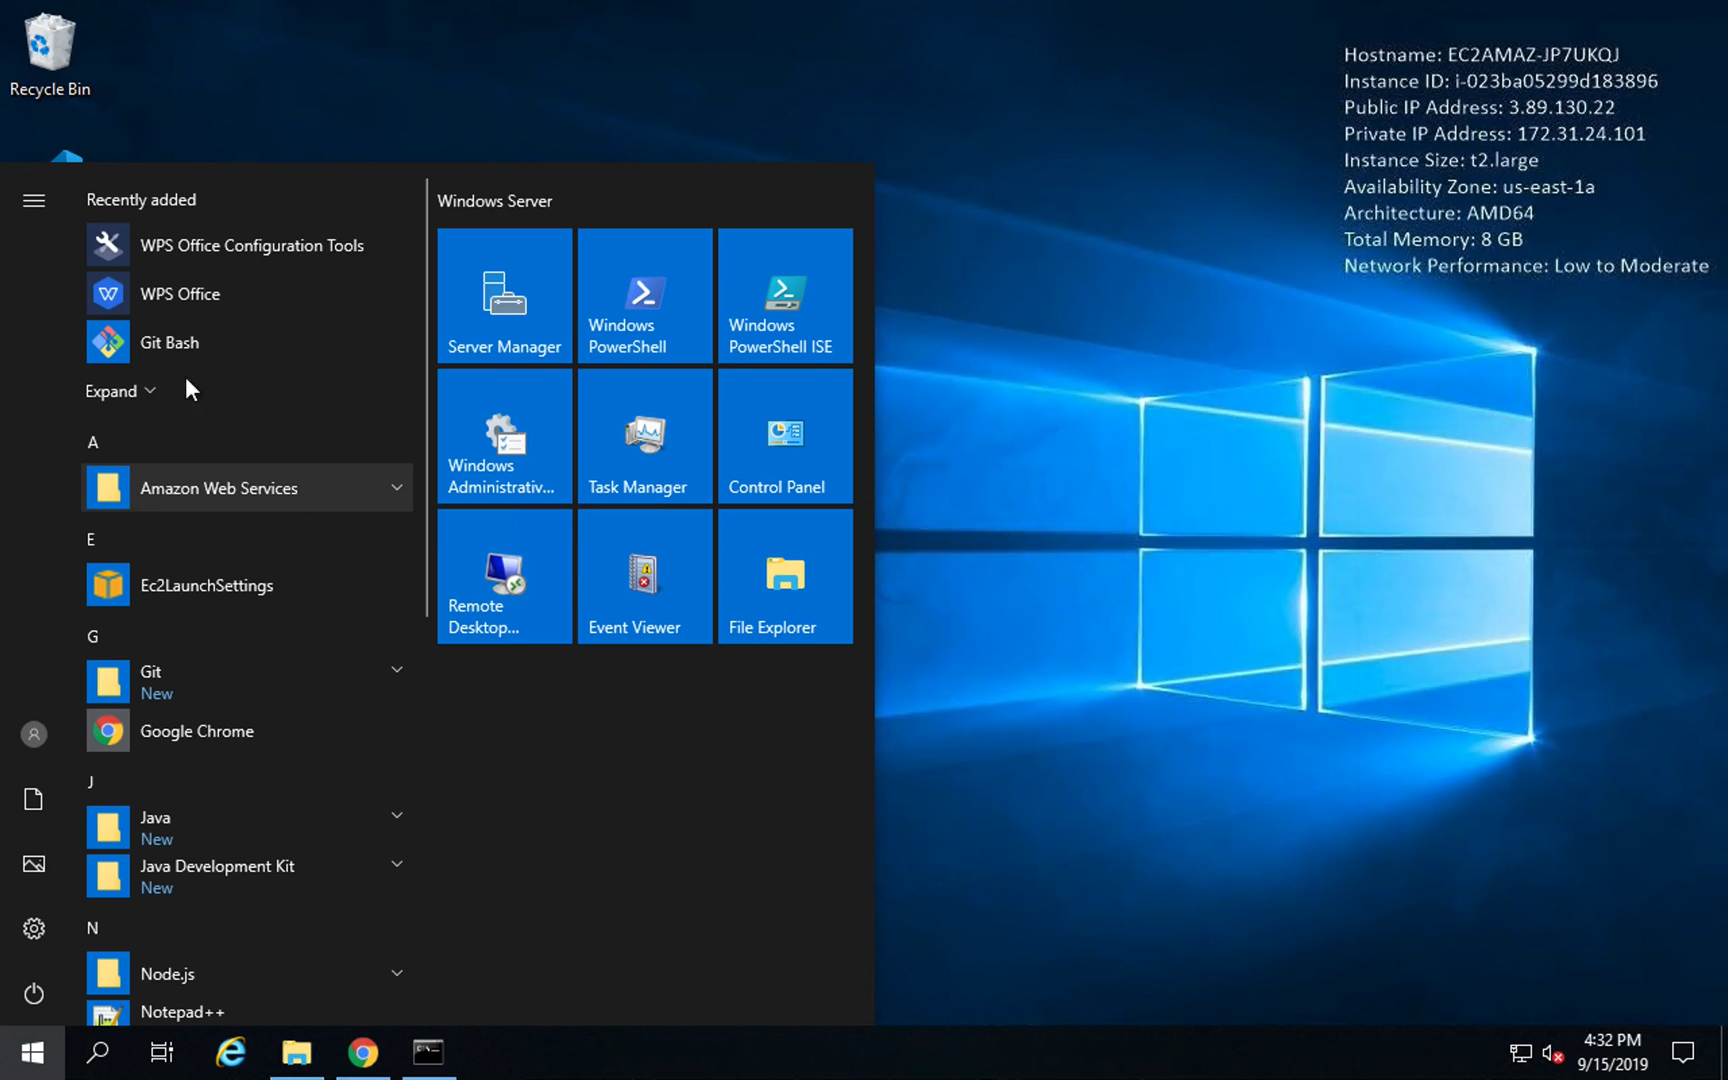 Recycle Bin
Hostname: EC2AMAZ-JP7UKQJ
Instance ID: i-023ba05299d183896
Public IP Address: 3.89.130.22
Private IP Address: 172.31.24.101
Instance Size: t2.large
Availability Zone: us-east-1a
Architecture: AMD64
Total Memory: 8 GB
Network Performance: Low to Moderate
Recently added
WPS Office Configuration Tools
WPS Office
Git Bash
Expand
A
Amazon Web Services
E
Ec2LaunchSettings
G
Git
New
Google Chrome
J
Java
New
Java Development Kit
New
N
Node.js
Notepad++
Windows Server
Server Manager
Windows
PowerShell
Windows
PowerShell ISE
Windows
Administrativ...
Task Manager
Control Panel
Remote
Desktop...
Event Viewer
File Explorer
4:32 PM
9/15/2019